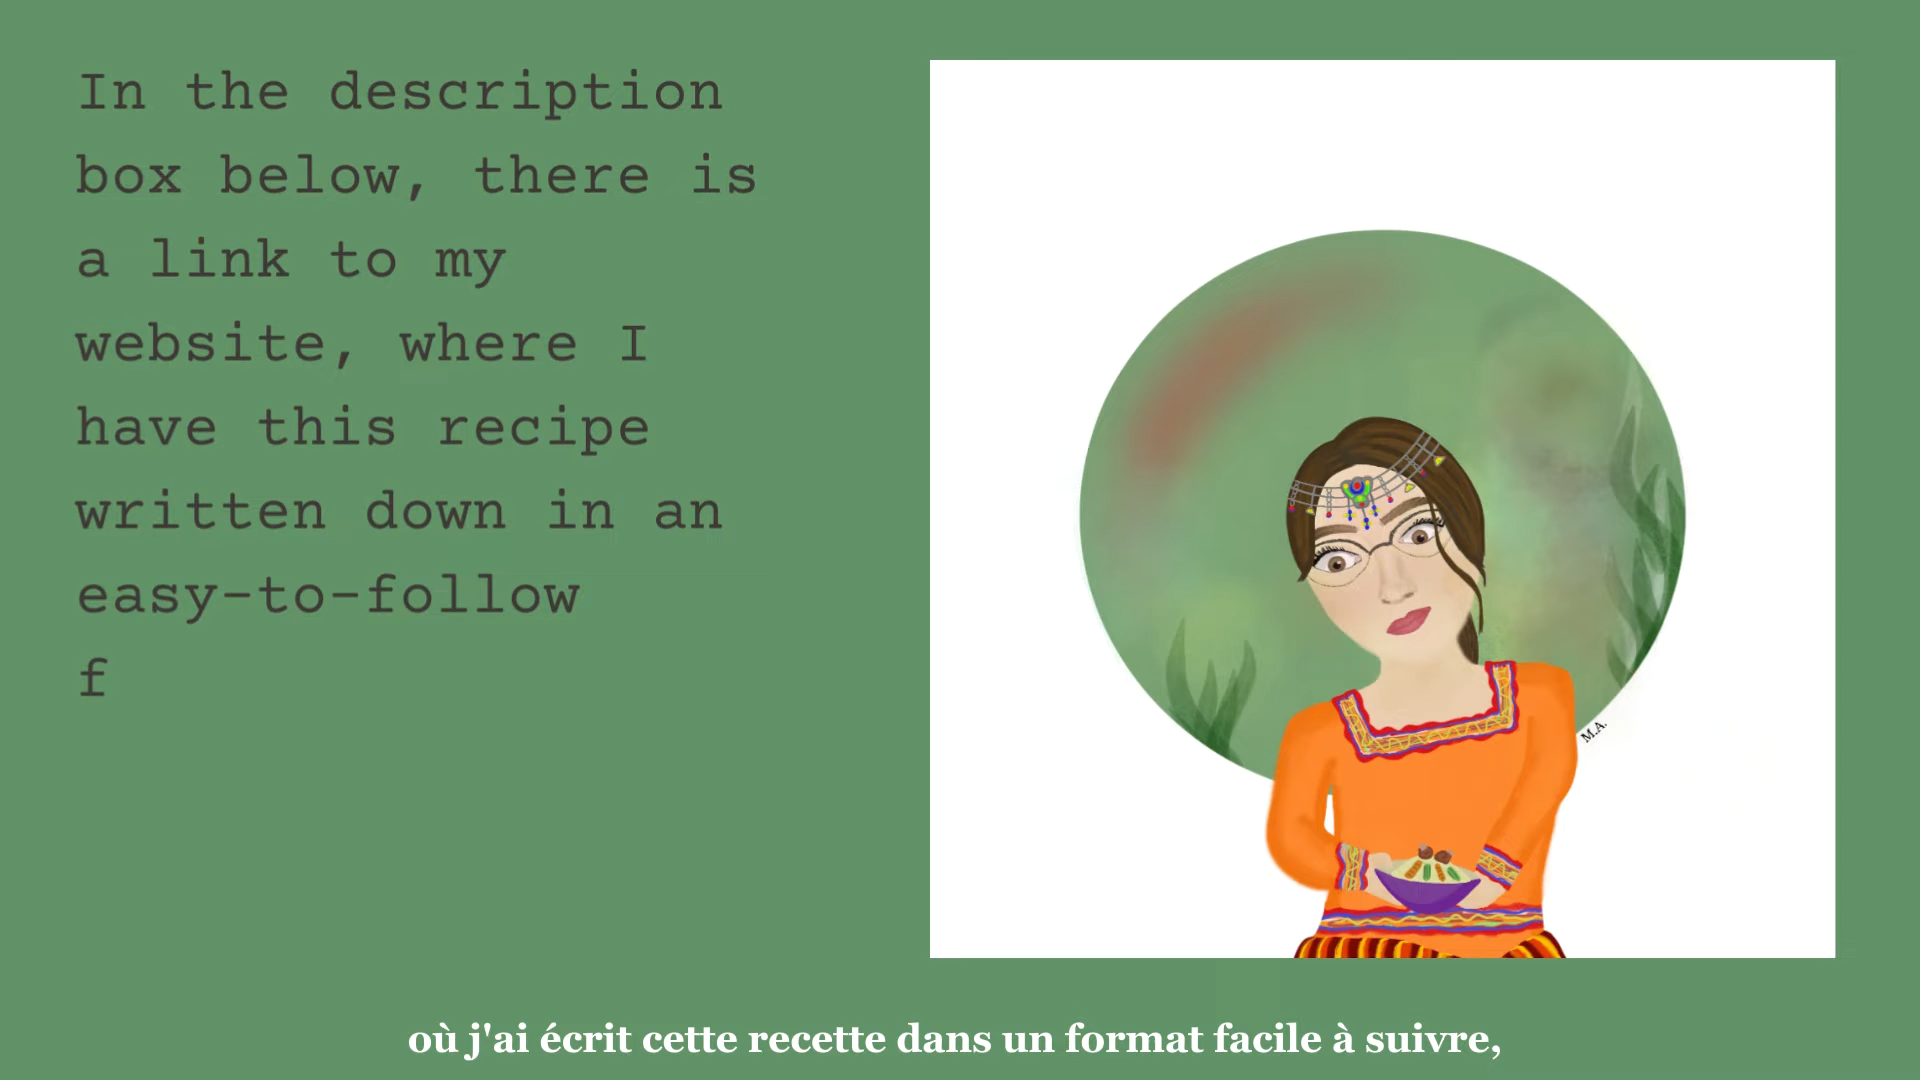 In the description
box below, there is
a link to my
website, where I
have this recipe
written down in an
easy-to-follow
f
M.A.
où j'ai écrit cette recette dans un format facile à suivre,